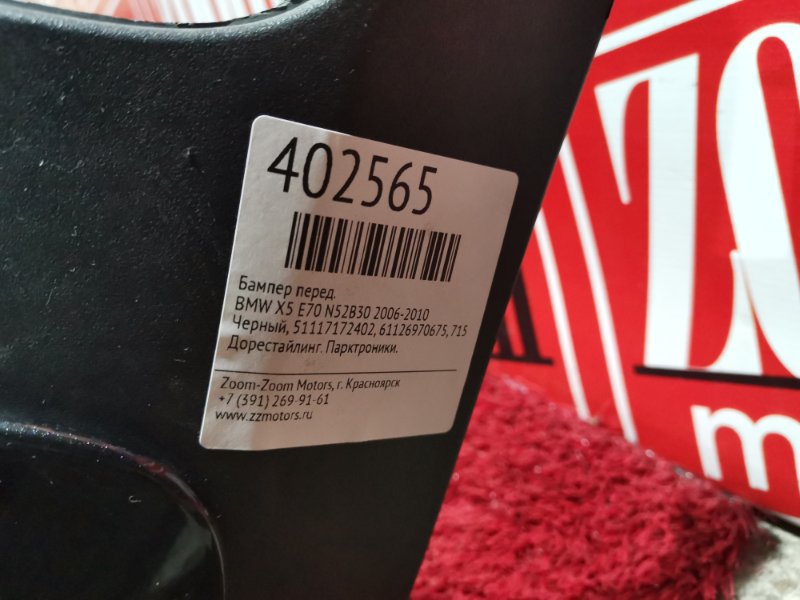 402565
Бампер перед.
BMW X5 E70 N52B30 2006-2010
Черный, 51117172402, 61126970675, 715
Дорестайлинг. Парктроники.
Zoom-Zoom Motors, г. Красноярск
+7 (391) 269-91-61
www.zzmotors.ru